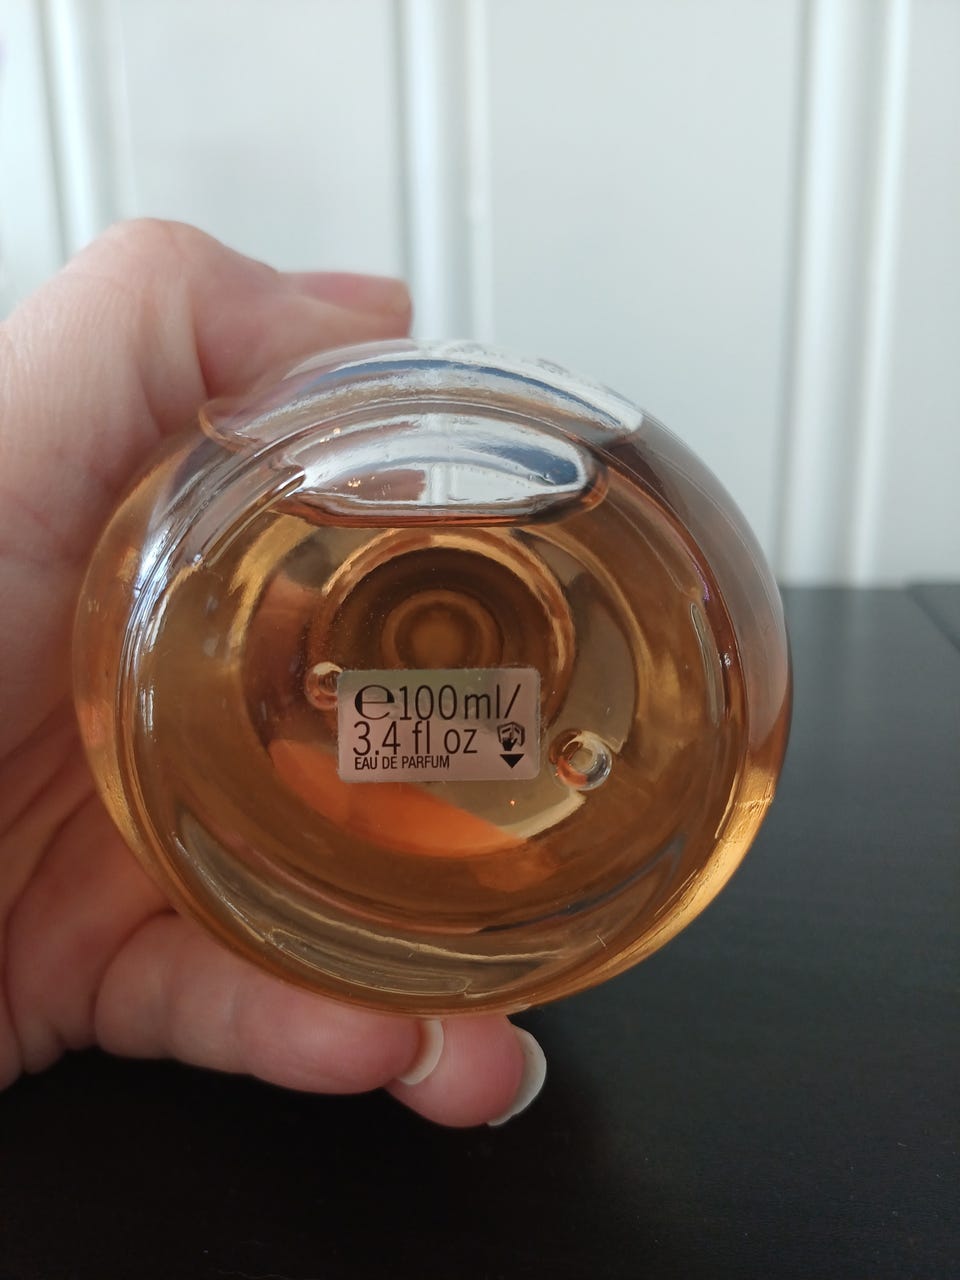 ℮100ml/
3.4 fl oz
EAU DE PARFUM